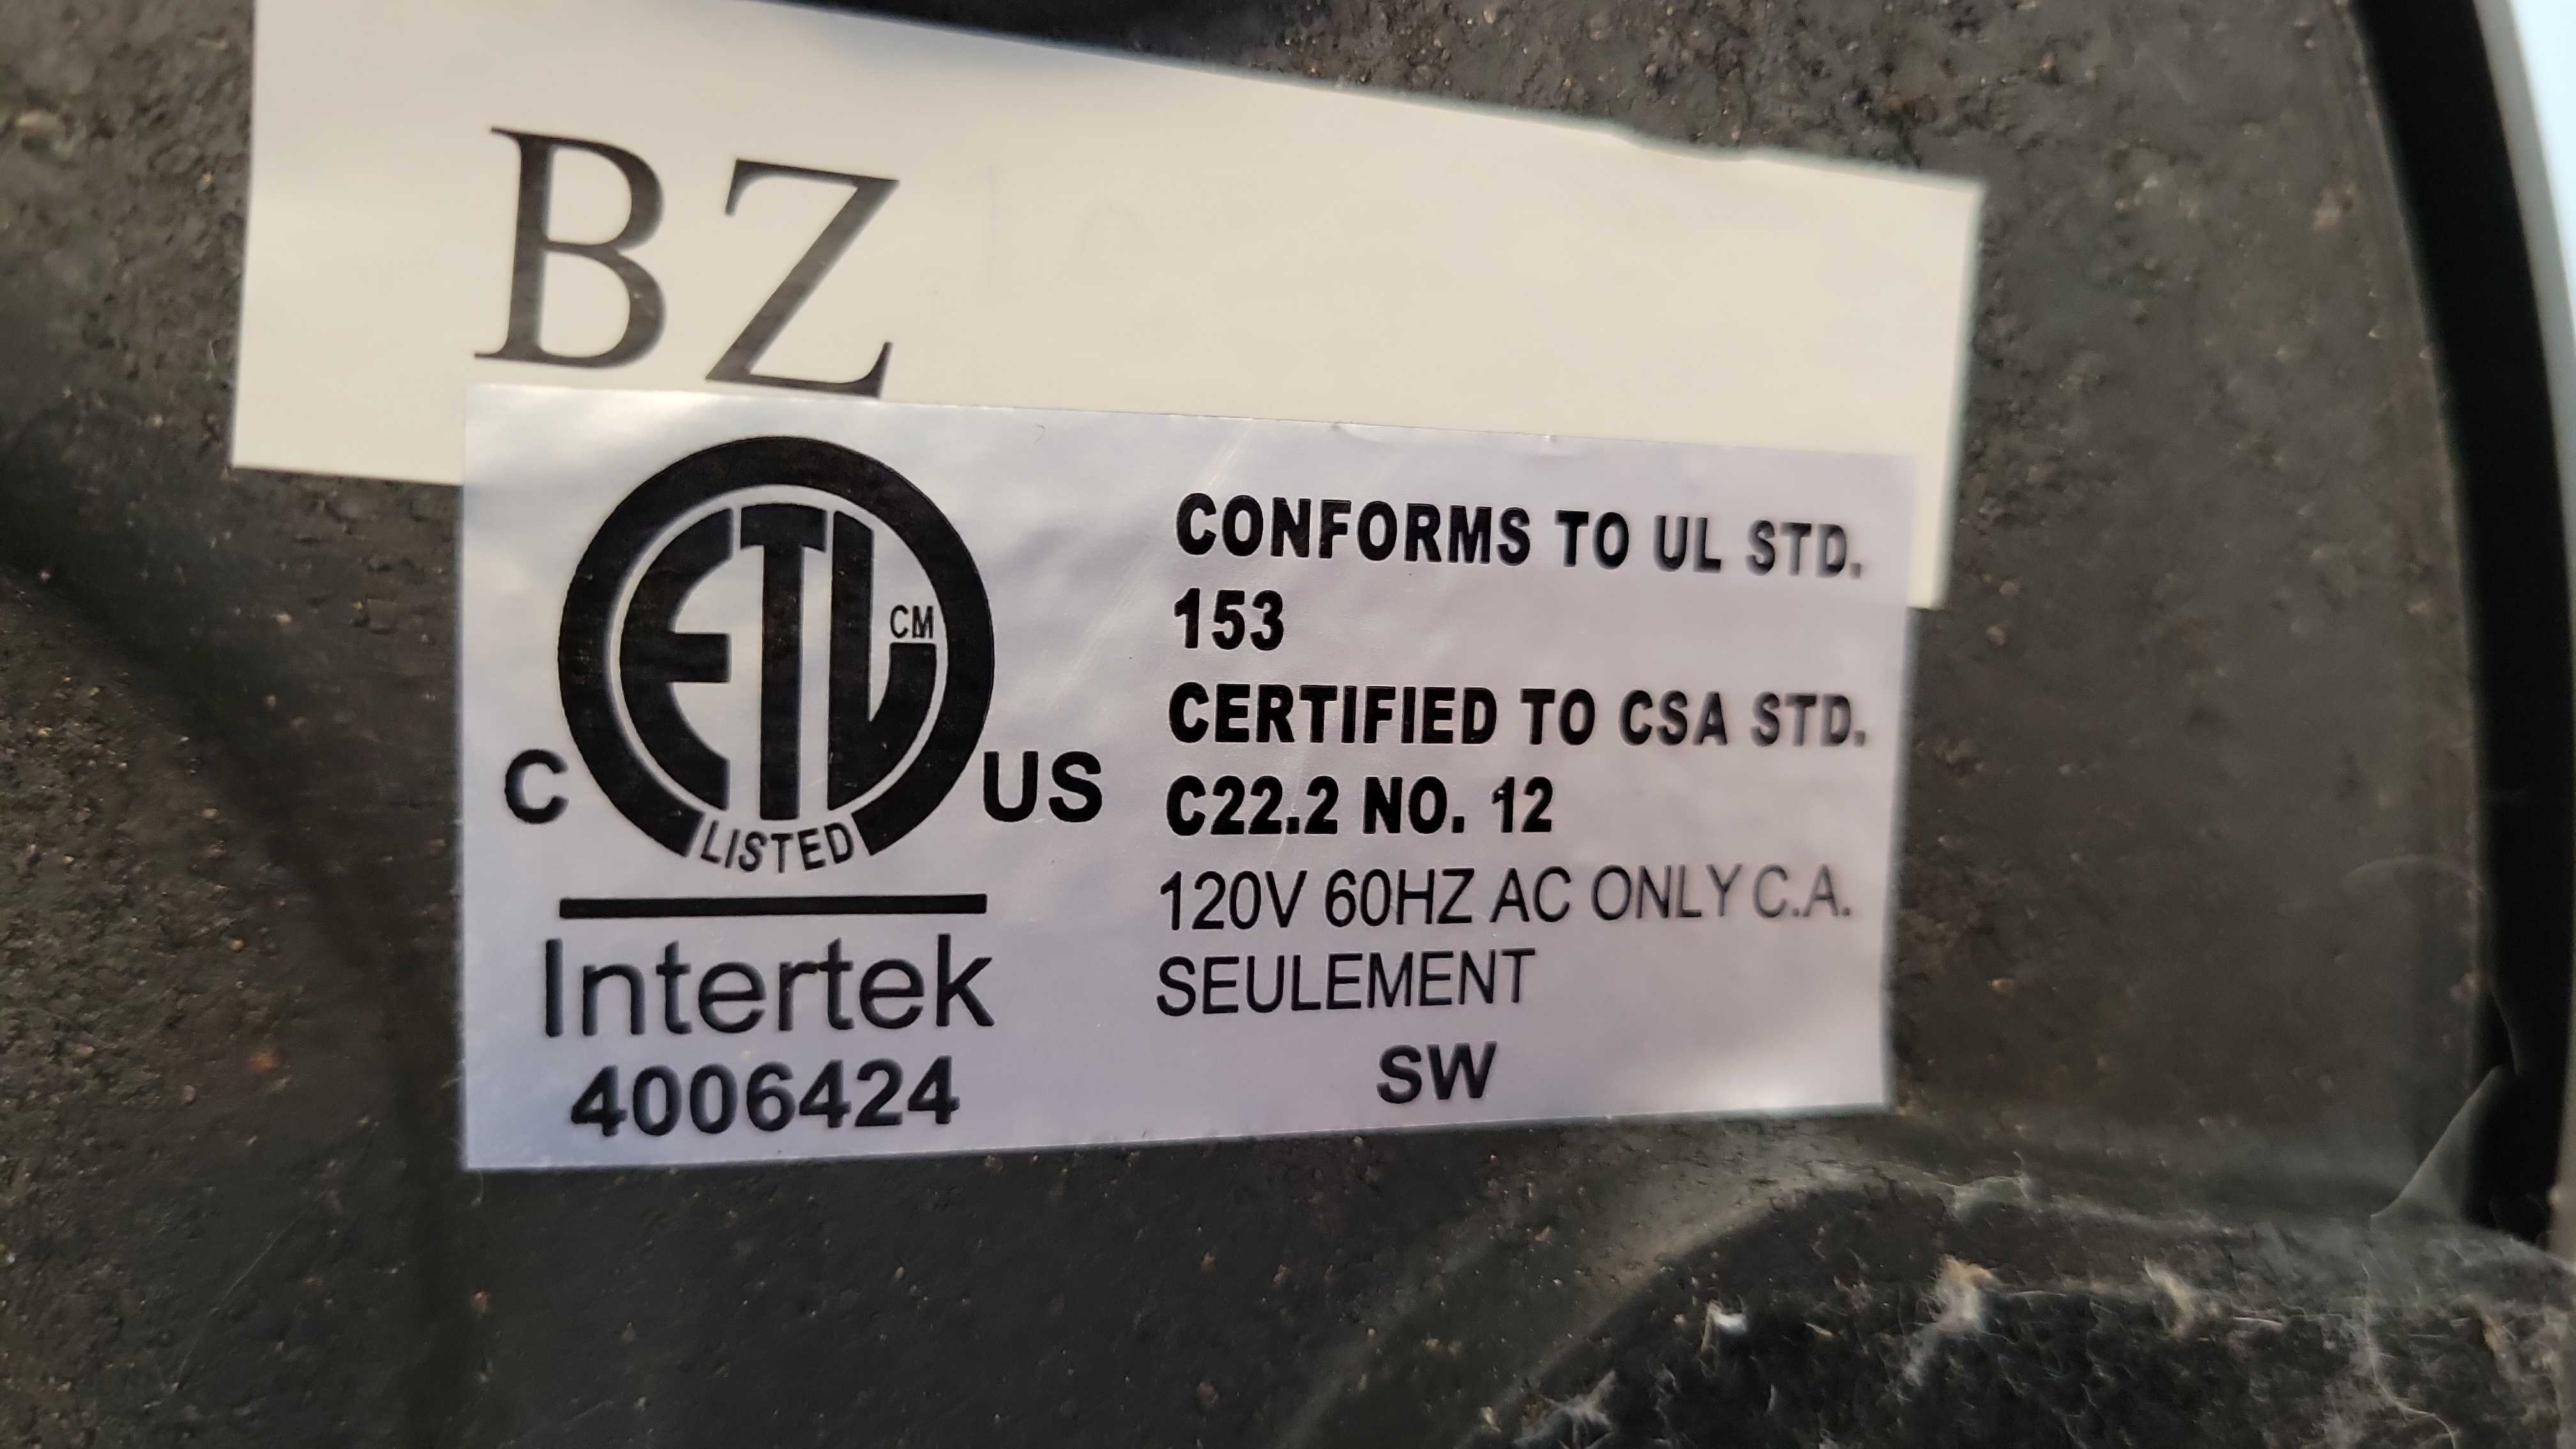 BZ
ETL CM
C US
LISTED
Intertek
4006424
CONFORMS TO UL STD.
153
CERTIFIED TO CSA STD.
C22.2 NO. 12
120V 60HZ AC ONLY C.A.
SEULEMENT
SW